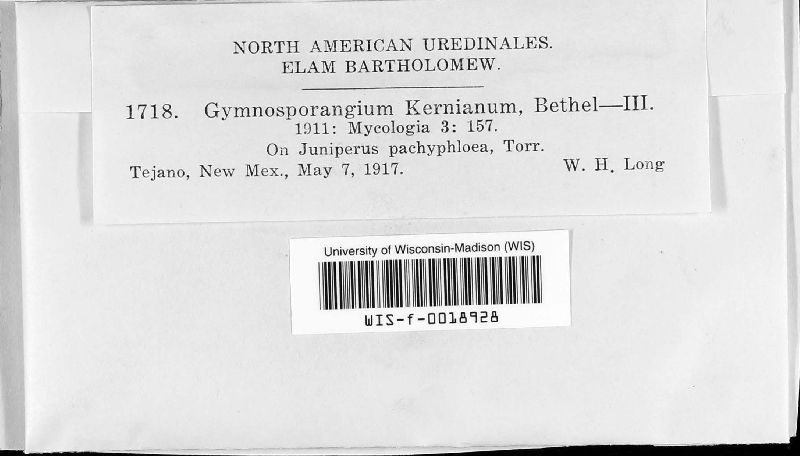 NORTH AMERICAN UREDINALES.
ELAM BARTHOLOMEW.
1718. Gymnosporangium Kernianum, Bethel—III.
1911: Mycologia 3: 157.
On Juniperus pachyphloea, Torr.
Tejano, New Mex., May 7, 1917. W. H. Long
University of Wisconsin-Madison (WIS)
WIS-f-0018928